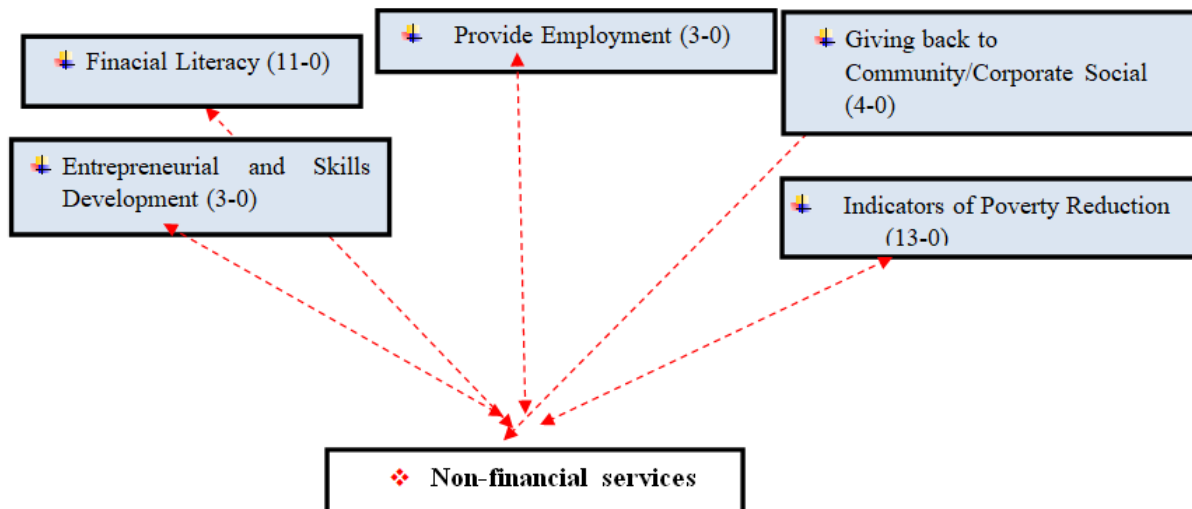 Provide Employment (3-0)
Finacial Literacy (11-0)
Giving back to
Community/Corporate Social
(4-0)
Entrepreneurial and Skills
Development (3-0)
Indicators of Poverty Reduction
(13-0)
Non-financial services